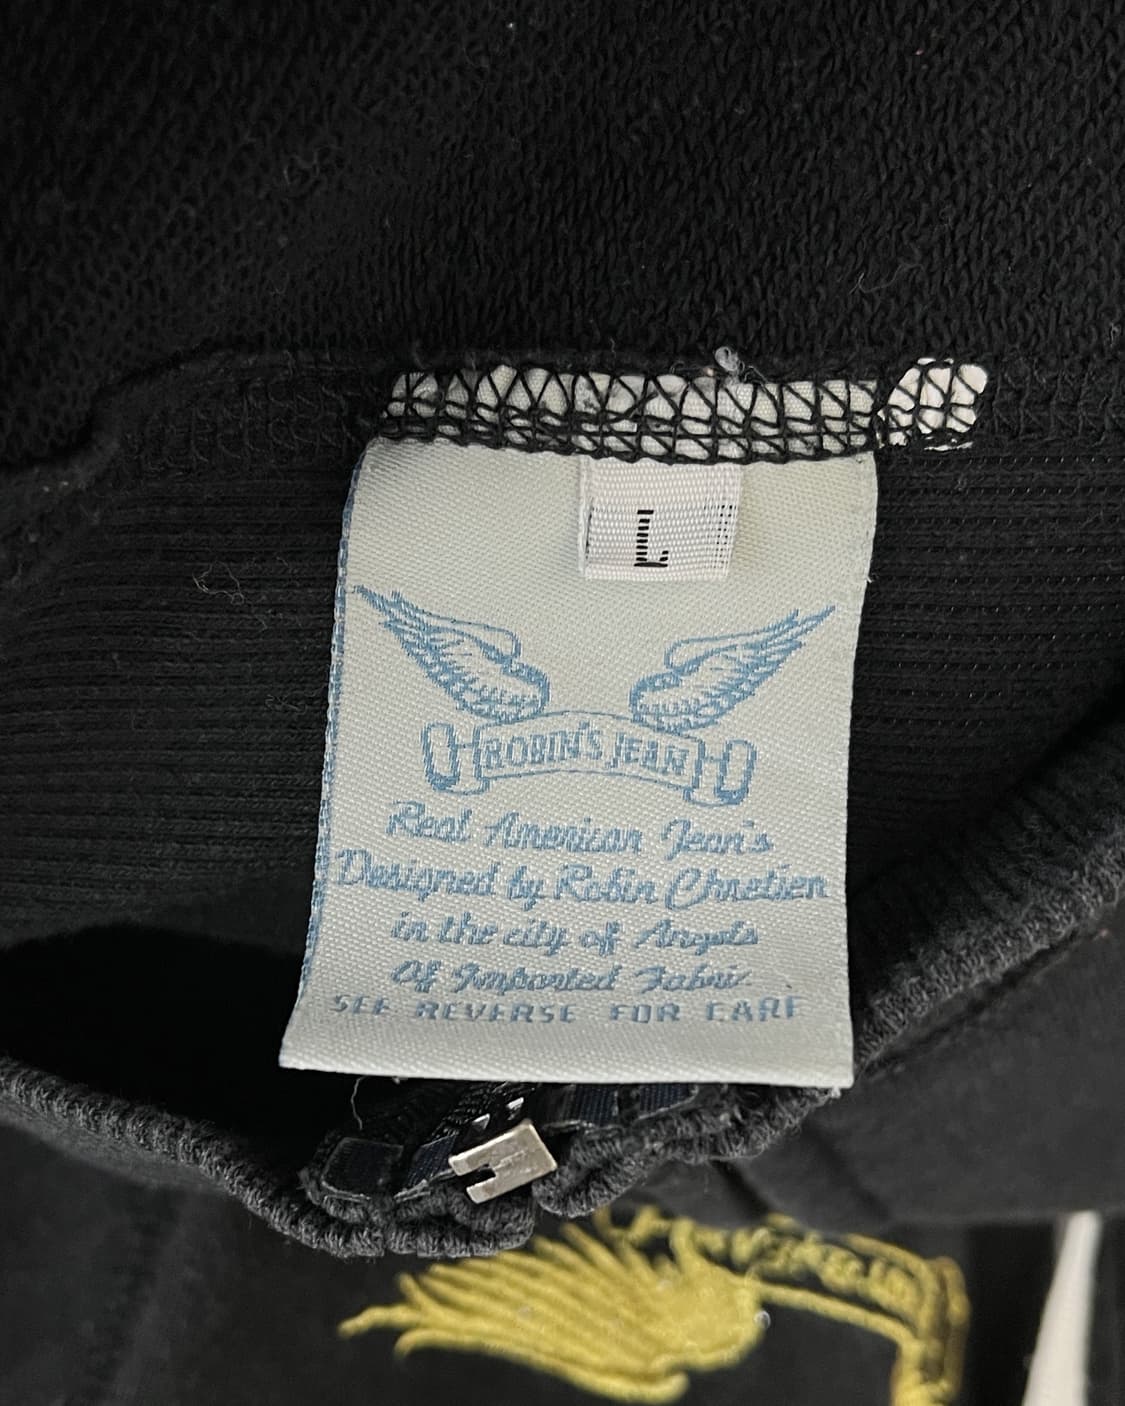 L
ROBIN'S JEAN
Real American Jean's
Designed by Robin Chretien
in the city of Angels
Of Imported Fabric.
SEE REVERSE FOR CARE